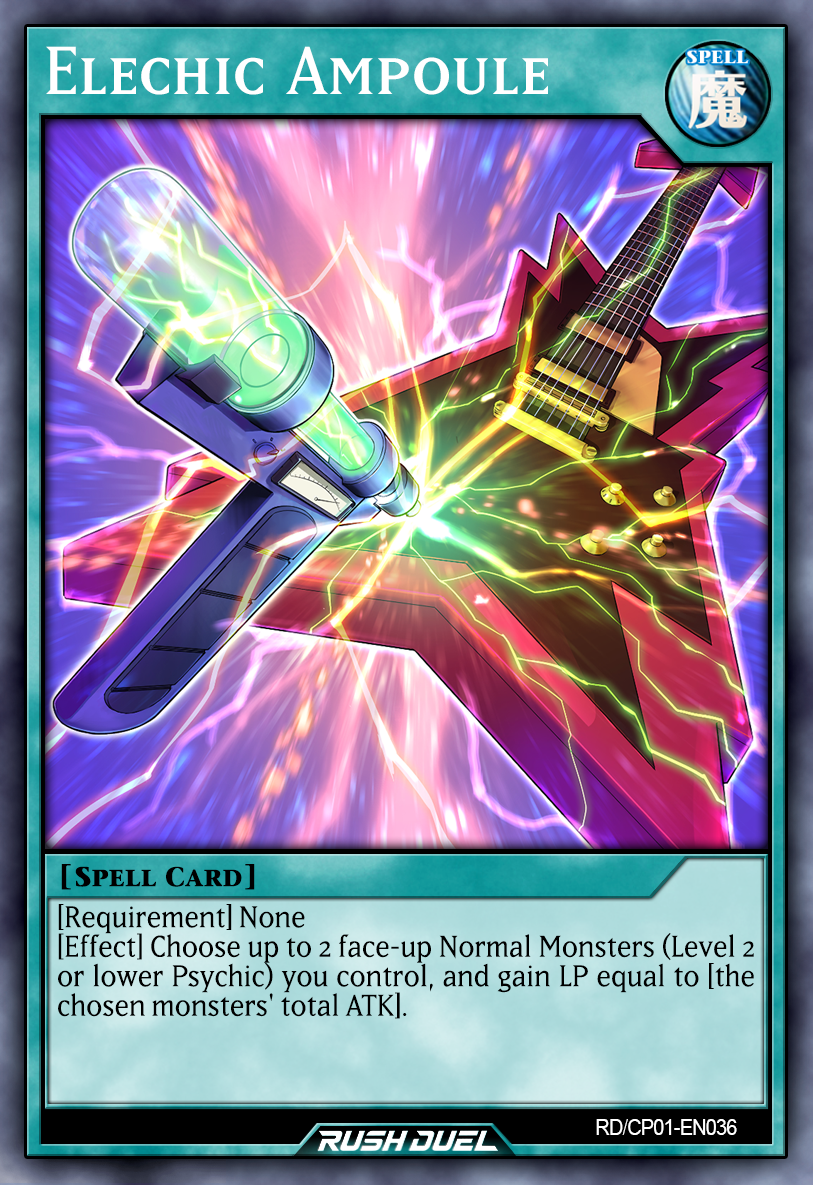 Elechic Ampoule
SPELL
魔
[Spell Card]
[Requirement] None
[Effect] Choose up to 2 face-up Normal Monsters (Level 2
or lower Psychic) you control, and gain LP equal to [the
chosen monsters' total ATK].
RD/CP01-EN036
RUSH DUEL